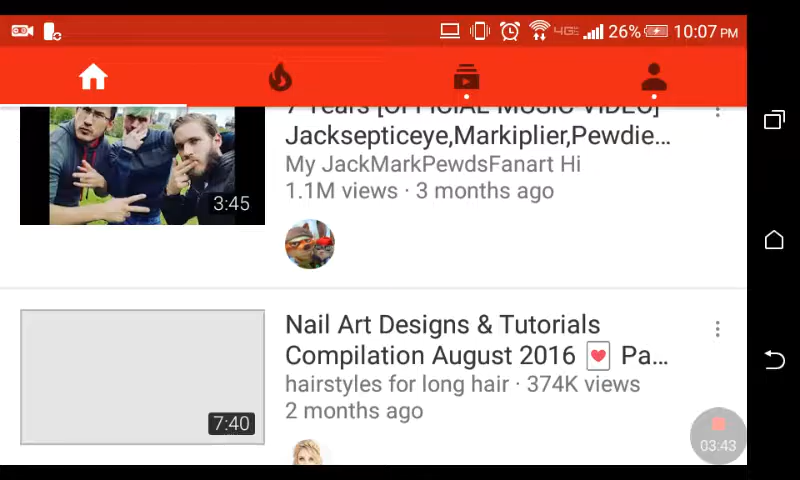 4G 26% 10:07 PM
7 Years [OFFICIAL MUSIC VIDEO]
Jacksepticeye,Markiplier,Pewdie...
My JackMarkPewdsFanart Hi
1.1M views · 3 months ago
3:45
Nail Art Designs & Tutorials
Compilation August 2016 💌 Pa...
hairstyles for long hair · 374K views
2 months ago
7:40
03:43